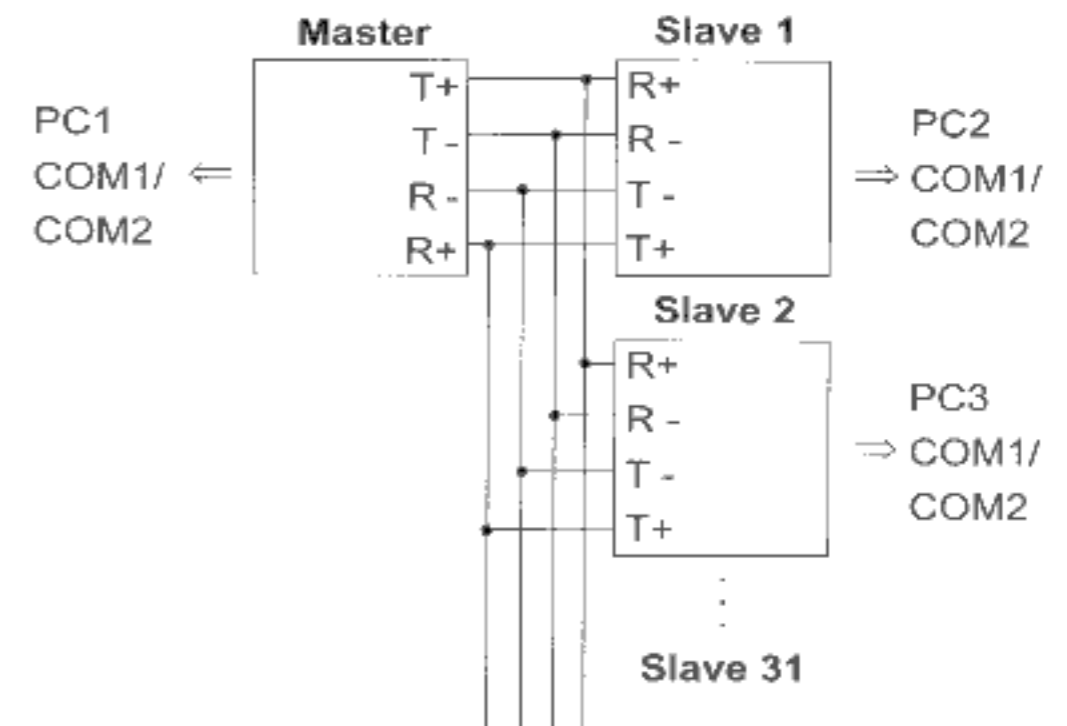 Master
Slave 1
T+
R+
PC1
PC2
T -
R -
COM1/
COM1/
R -
T -
COM2
COM2
R+
T+
Slave 2
R+
PC3
R -
COM1/
T -
COM2
T+
Slave 31